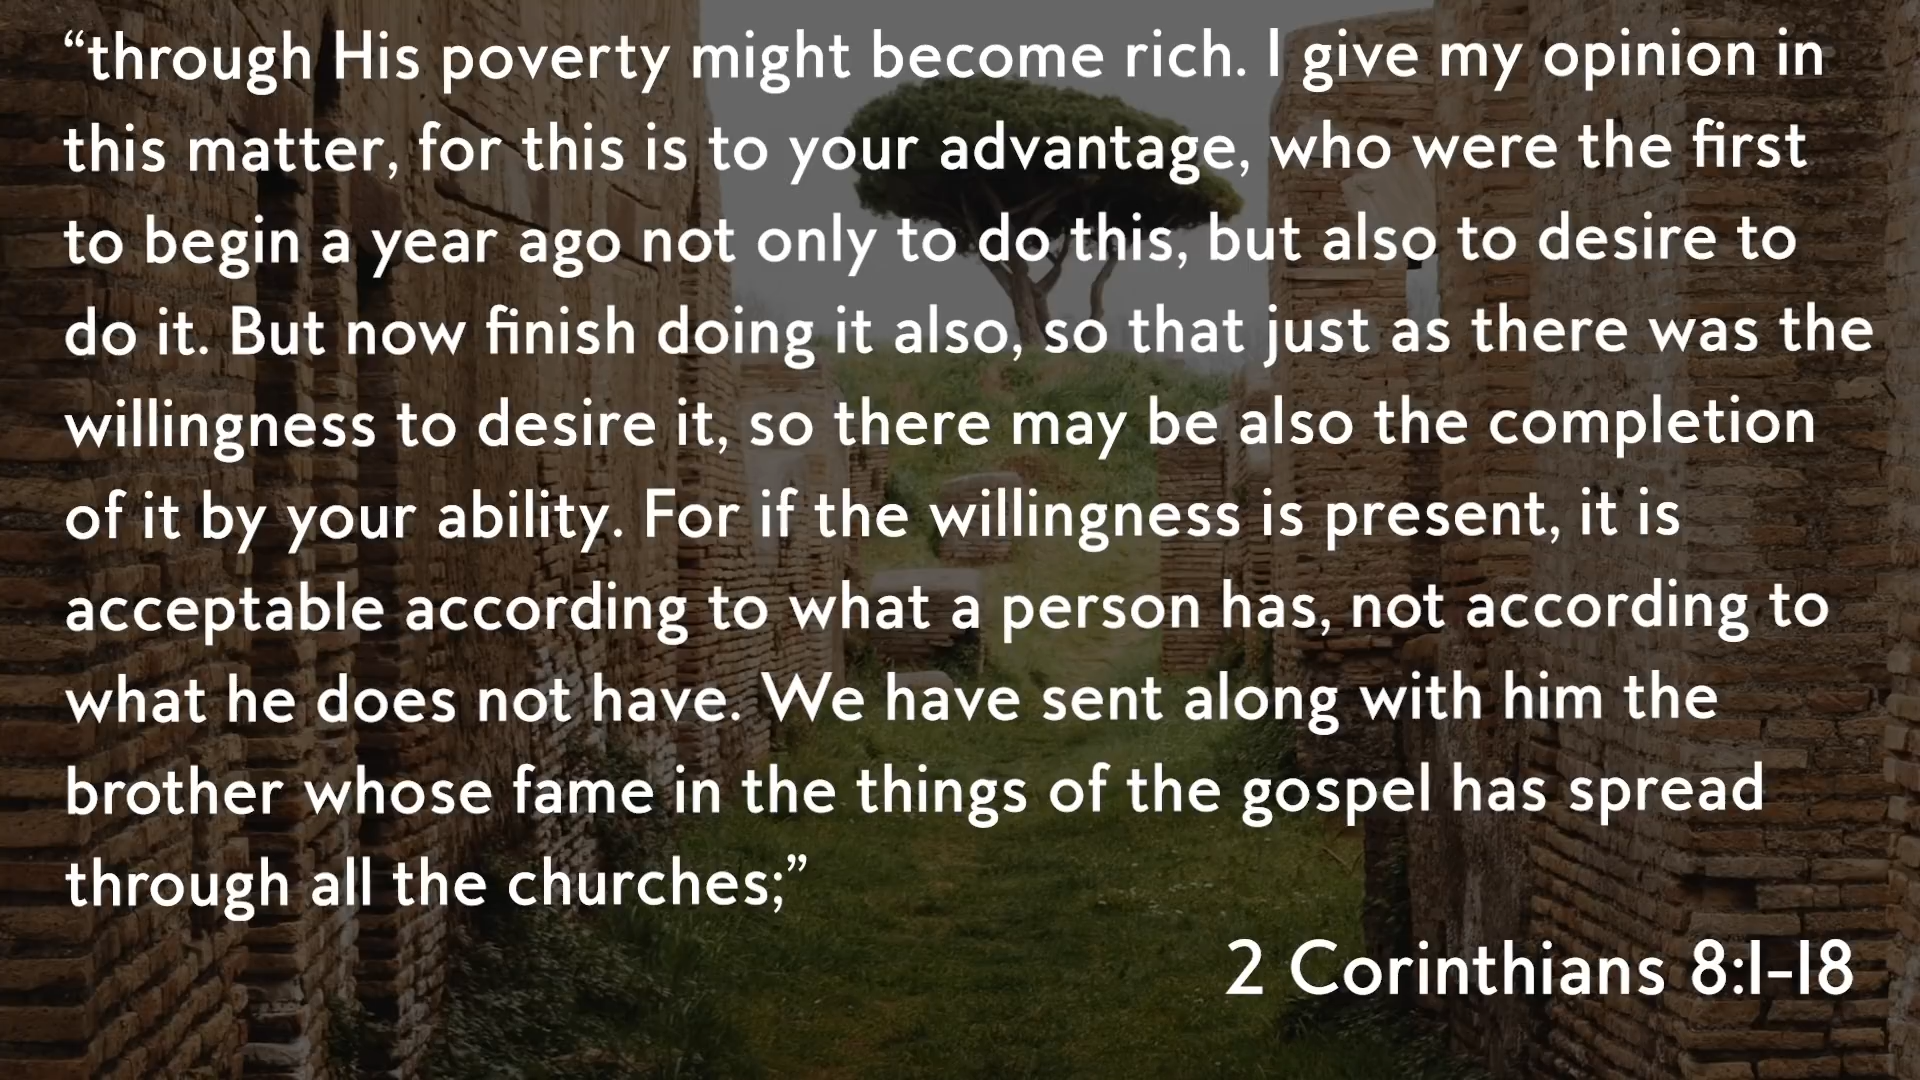 “through His poverty might become rich. I give my opinion in
this matter, for this is to your advantage, who were the first
to begin a year ago not only to do this, but also to desire to
do it. But now finish doing it also, so that just as there was the
willingness to desire it, so there may be also the completion
of it by your ability. For if the willingness is present, it is
acceptable according to what a person has, not according to
what he does not have. We have sent along with him the
brother whose fame in the things of the gospel has spread
through all the churches;”
2 Corinthians 8:1-18